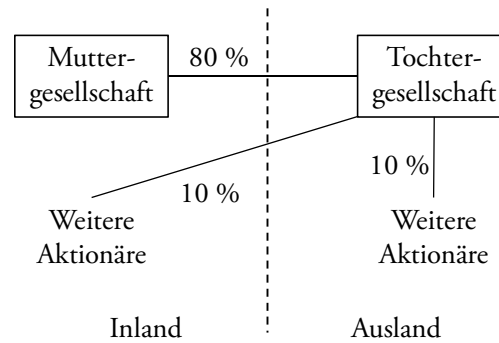 Mutter-
gesellschaft
80 %
Tochter-
gesellschaft
10 %
10 %
Weitere
Aktionäre
Weitere
Aktionäre
Inland
Ausland